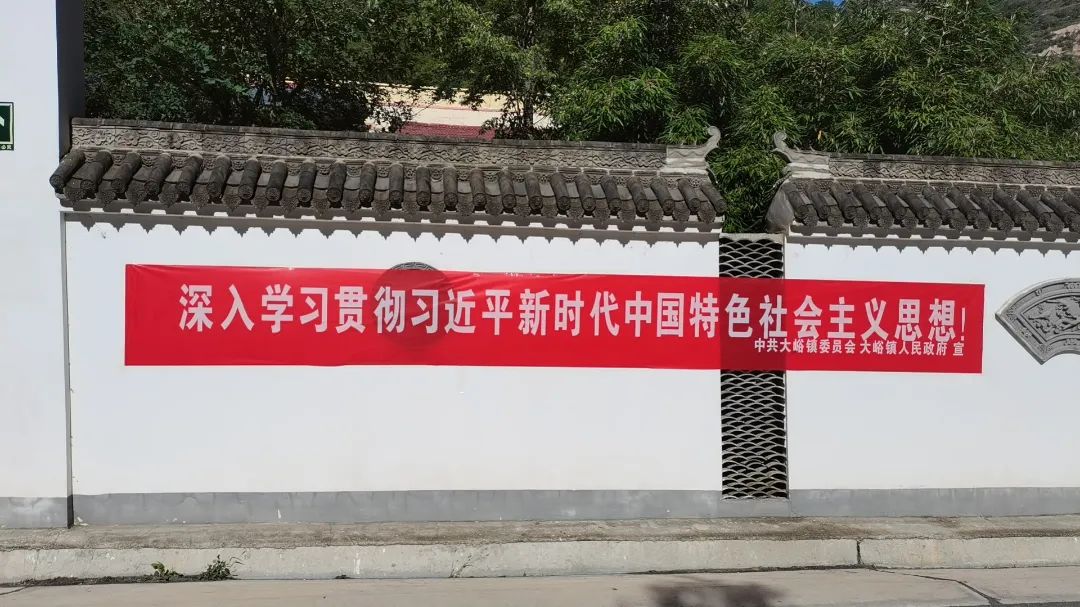 深入学习贯彻习近平新时代中国特色社会主义思想!
中共大峪镇委员会 大峪镇人民政府 宣